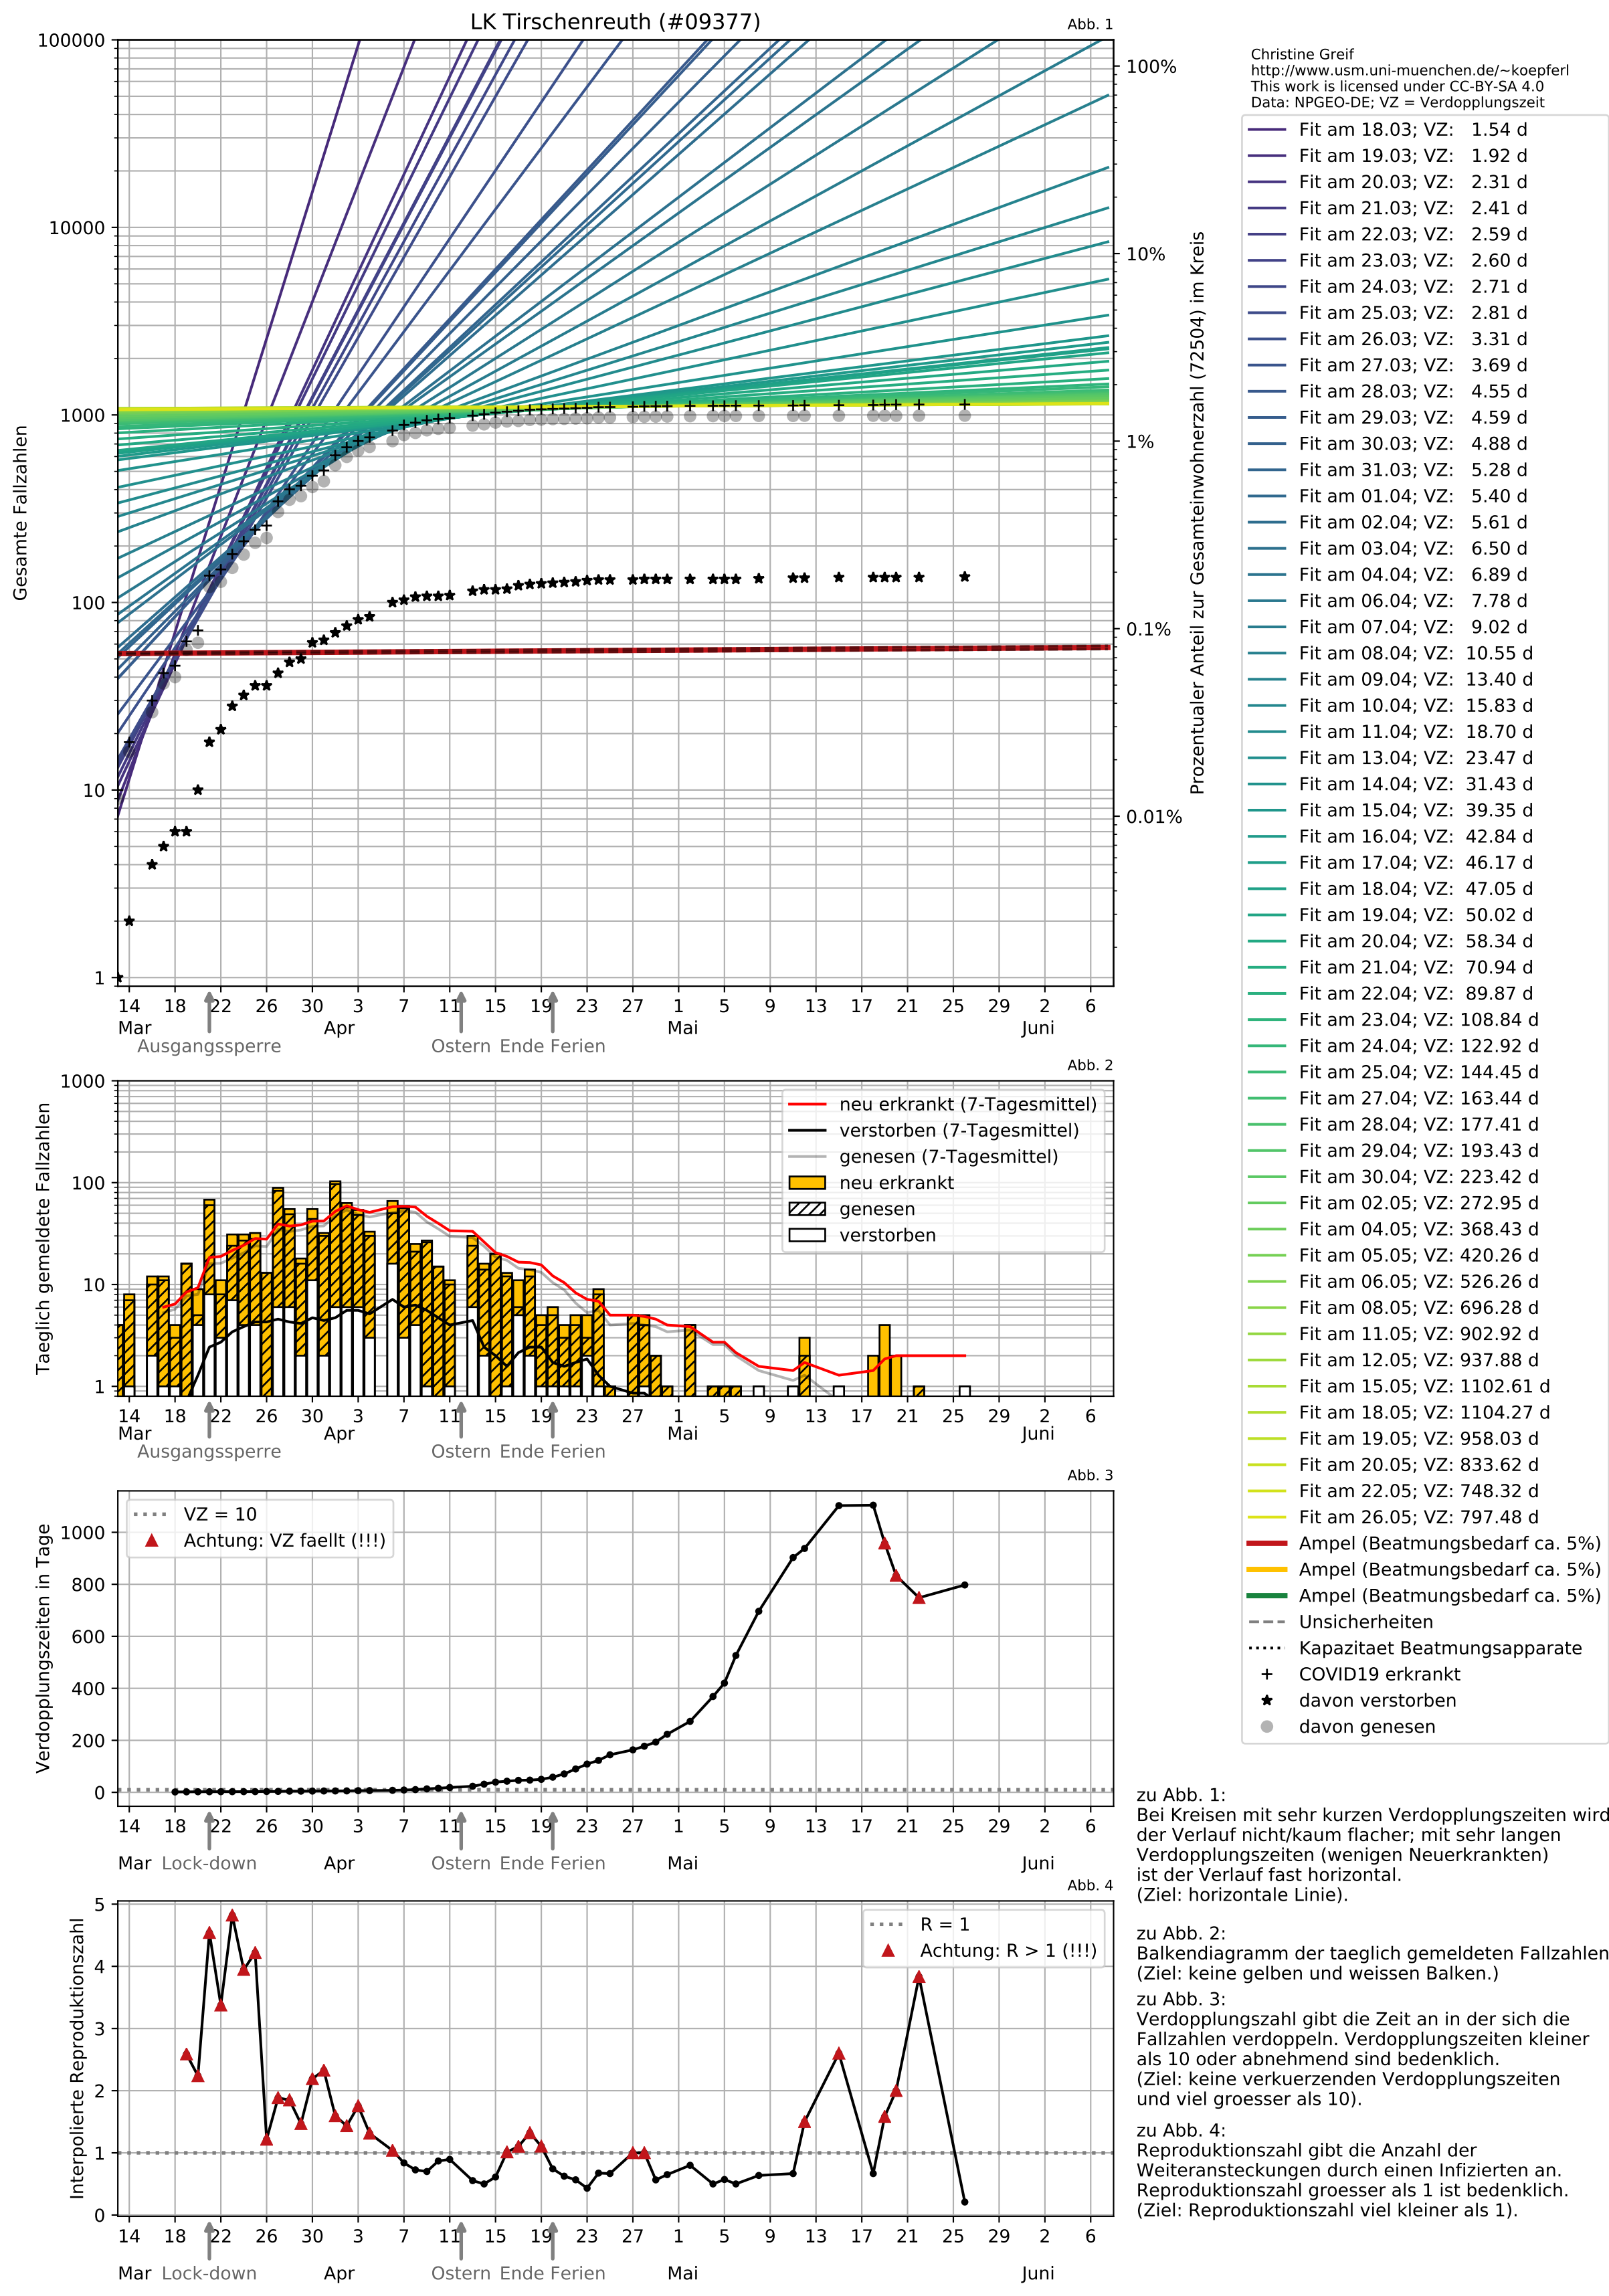 LK Tirschenreuth (#09377)
Abb. 1
Christine Greif
http://www.usm.uni-muenchen.de/~koepferl
This work is licensed under CC-BY-SA 4.0
Data: NPGEO-DE; VZ = Verdopplungszeit
Gesamte Fallzahlen
100000
10000
1000
100
10
1
100%
10%
1%
0.1%
0.01%
Prozentualer Anteil zur Gesamteinwohnerzahl (72504) im Kreis
14 18 22 26 30 3 7 11 15 19 23 27 1 5 9 13 17 21 25 29 2 6
Mar Apr Mai Juni
Ausgangssperre Ostern Ende Ferien
Fit am 18.03; VZ: 1.54 d
Fit am 19.03; VZ: 1.92 d
Fit am 20.03; VZ: 2.31 d
Fit am 21.03; VZ: 2.41 d
Fit am 22.03; VZ: 2.59 d
Fit am 23.03; VZ: 2.60 d
Fit am 24.03; VZ: 2.71 d
Fit am 25.03; VZ: 2.81 d
Fit am 26.03; VZ: 3.31 d
Fit am 27.03; VZ: 3.69 d
Fit am 28.03; VZ: 4.55 d
Fit am 29.03; VZ: 4.59 d
Fit am 30.03; VZ: 4.88 d
Fit am 31.03; VZ: 5.28 d
Fit am 01.04; VZ: 5.40 d
Fit am 02.04; VZ: 5.61 d
Fit am 03.04; VZ: 6.50 d
Fit am 04.04; VZ: 6.89 d
Fit am 06.04; VZ: 7.78 d
Fit am 07.04; VZ: 9.02 d
Fit am 08.04; VZ: 10.55 d
Fit am 09.04; VZ: 13.40 d
Fit am 10.04; VZ: 15.83 d
Fit am 11.04; VZ: 18.70 d
Fit am 13.04; VZ: 23.47 d
Fit am 14.04; VZ: 31.43 d
Fit am 15.04; VZ: 39.35 d
Fit am 16.04; VZ: 42.84 d
Fit am 17.04; VZ: 46.17 d
Fit am 18.04; VZ: 47.05 d
Fit am 19.04; VZ: 50.02 d
Fit am 20.04; VZ: 58.34 d
Fit am 21.04; VZ: 70.94 d
Fit am 22.04; VZ: 89.87 d
Fit am 23.04; VZ: 108.84 d
Fit am 24.04; VZ: 122.92 d
Fit am 25.04; VZ: 144.45 d
Fit am 27.04; VZ: 163.44 d
Fit am 28.04; VZ: 177.41 d
Fit am 29.04; VZ: 193.43 d
Fit am 30.04; VZ: 223.42 d
Fit am 02.05; VZ: 272.95 d
Fit am 04.05; VZ: 368.43 d
Fit am 05.05; VZ: 420.26 d
Fit am 06.05; VZ: 526.26 d
Fit am 08.05; VZ: 696.28 d
Fit am 11.05; VZ: 902.92 d
Fit am 12.05; VZ: 937.88 d
Fit am 15.05; VZ: 1102.61 d
Fit am 18.05; VZ: 1104.27 d
Fit am 19.05; VZ: 958.03 d
Fit am 20.05; VZ: 833.62 d
Fit am 22.05; VZ: 748.32 d
Fit am 26.05; VZ: 797.48 d
Ampel (Beatmungsbedarf ca. 5%)
Ampel (Beatmungsbedarf ca. 5%)
Ampel (Beatmungsbedarf ca. 5%)
Unsicherheiten
Kapazitaet Beatmungsapparate
COVID19 erkrankt
davon verstorben
davon genesen
Abb. 2
Taeglich gemeldete Fallzahlen
1000
100
10
1
neu erkrankt (7-Tagesmittel)
verstorben (7-Tagesmittel)
genesen (7-Tagesmittel)
neu erkrankt
genesen
verstorben
14 18 22 26 30 3 7 11 15 19 23 27 1 5 9 13 17 21 25 29 2 6
Mar Apr Mai Juni
Ausgangssperre Ostern Ende Ferien
Abb. 3
Verdopplungszeiten in Tage
1000
800
600
400
200
0
VZ = 10
Achtung: VZ faellt (!!!)
14 18 22 26 30 3 7 11 15 19 23 27 1 5 9 13 17 21 25 29 2 6
Mar Lock-down Apr Ostern Ende Ferien Mai Juni
Abb. 4
Interpolierte Reproduktionszahl
5
4
3
2
1
0
R = 1
Achtung: R > 1 (!!!)
14 18 22 26 30 3 7 11 15 19 23 27 1 5 9 13 17 21 25 29 2 6
Mar Lock-down Apr Ostern Ende Ferien Mai Juni
zu Abb. 1:
Bei Kreisen mit sehr kurzen Verdopplungszeiten wird
der Verlauf nicht/kaum flacher; mit sehr langen
Verdopplungszeiten (wenigen Neuerkrankten)
ist der Verlauf fast horizontal.
(Ziel: horizontale Linie).
zu Abb. 2:
Balkendiagramm der taeglich gemeldeten Fallzahlen
(Ziel: keine gelben und weissen Balken.)
zu Abb. 3:
Verdopplungszahl gibt die Zeit an in der sich die
Fallzahlen verdoppeln. Verdopplungszeiten kleiner
als 10 oder abnehmend sind bedenklich.
(Ziel: keine verkuerzenden Verdopplungszeiten
und viel groesser als 10).
zu Abb. 4:
Reproduktionszahl gibt die Anzahl der
Weiteransteckungen durch einen Infizierten an.
Reproduktionszahl groesser als 1 ist bedenklich.
(Ziel: Reproduktionszahl viel kleiner als 1).